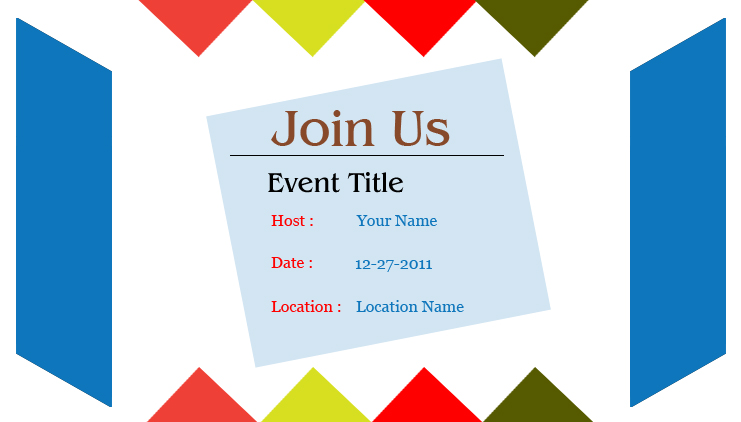 Join Us
Event Title
Host : Your Name
Date : 12-27-2011
Location : Location Name